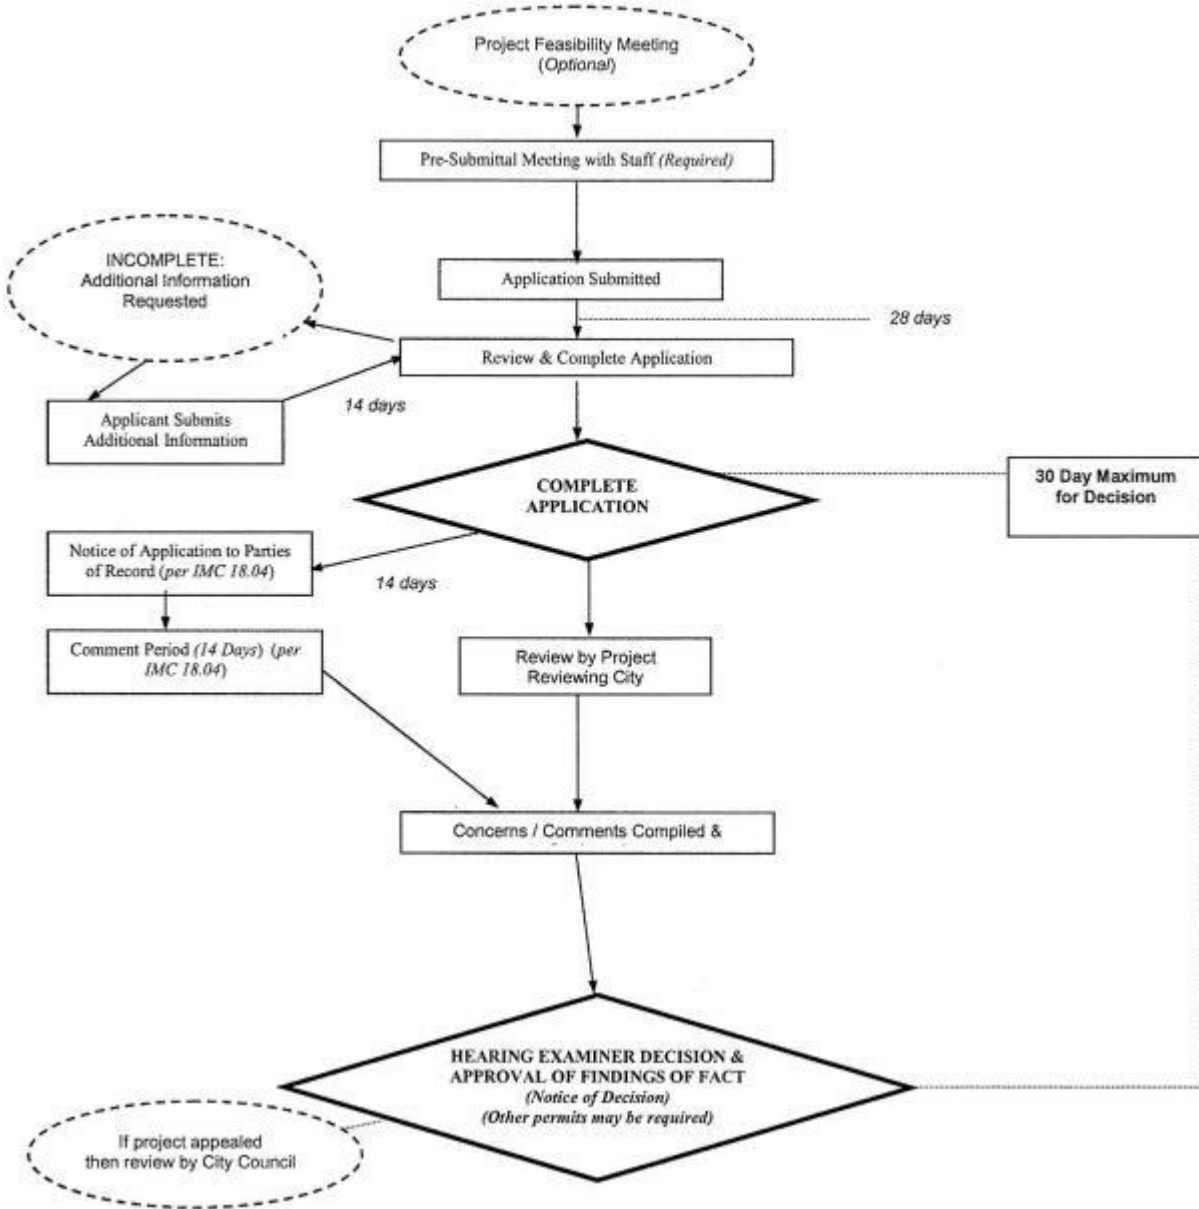 Project Feasibility Meeting
(Optional)
Pre-Submittal Meeting with Staff (Required)
INCOMPLETE:
Additional Information
Requested
Application Submitted
28 days
Review & Complete Application
14 days
Applicant Submits
Additional Information
COMPLETE
APPLICATION
30 Day Maximum
for Decision
Notice of Application to Parties
of Record (per IMC 18.04)
14 days
Comment Period (14 Days) (per
IMC 18.04)
Review by Project
Reviewing City
Concerns / Comments Compiled &
HEARING EXAMINER DECISION &
APPROVAL OF FINDINGS OF FACT
(Notice of Decision)
(Other permits may be required)
If project appealed
then review by City Council